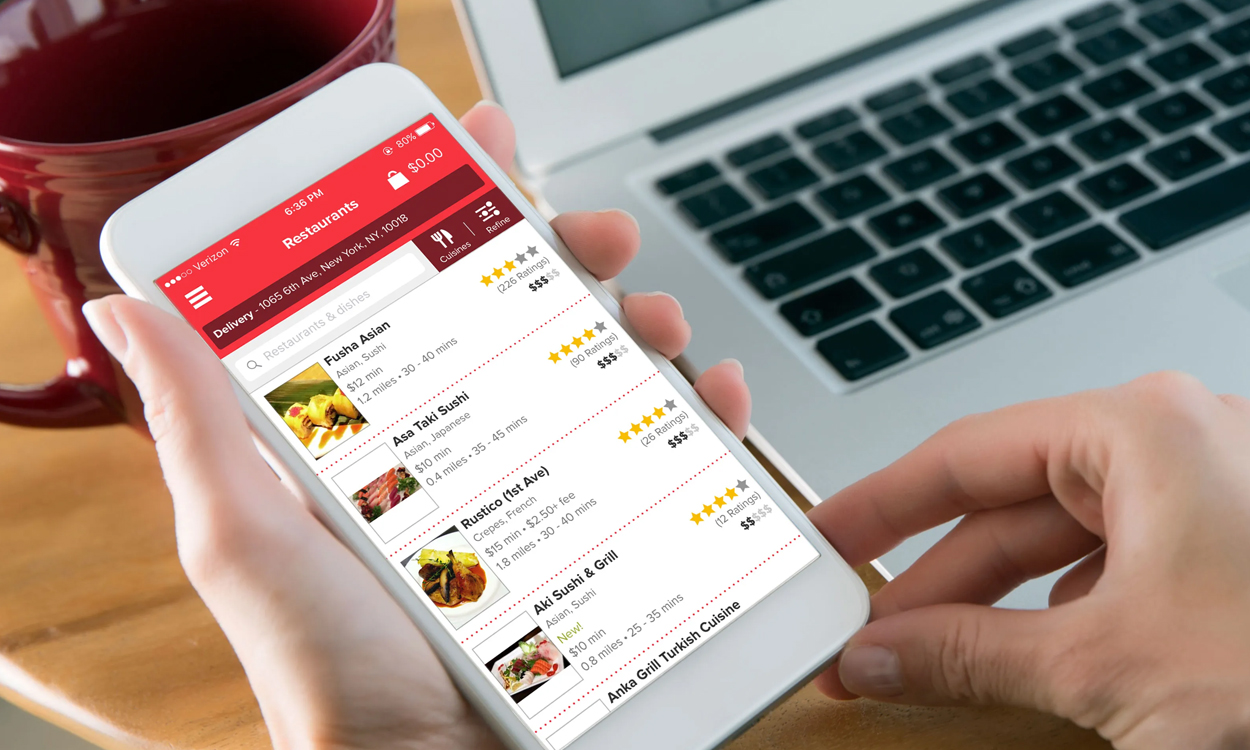 Verizon 6:36 PM 80%
Restaurants $0.00
Delivery - 1065 6th Ave, New York, NY, 10018
Restaurants & dishes
Cuisines
Refine
Fusha Asian
Asian, Sushi
$12 min
1.2 miles • 30 - 40 mins
(226 Ratings)
$$$$$
Asa Taki Sushi
Asian, Japanese
$10 min
0.4 miles • 35 - 45 mins
(90 Ratings)
$$$$$
Rustico (1st Ave)
Crepes, French
$15 min • $2.50+ fee
1.8 miles • 30 - 40 mins
(26 Ratings)
$$$$$
Aki Sushi & Grill
Asian, Sushi
New!
$10 min
0.8 miles • 25 - 35 mins
(12 Ratings)
$$$$$
Anka Grill Turkish Cuisine